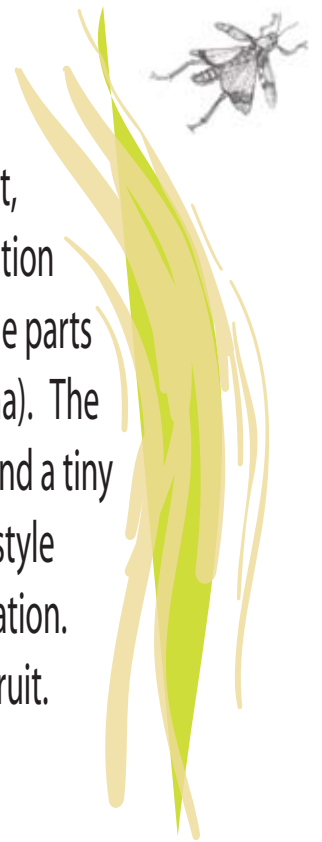 t,
tion
e parts
a). The
nd a tiny
style
ation.
ruit.